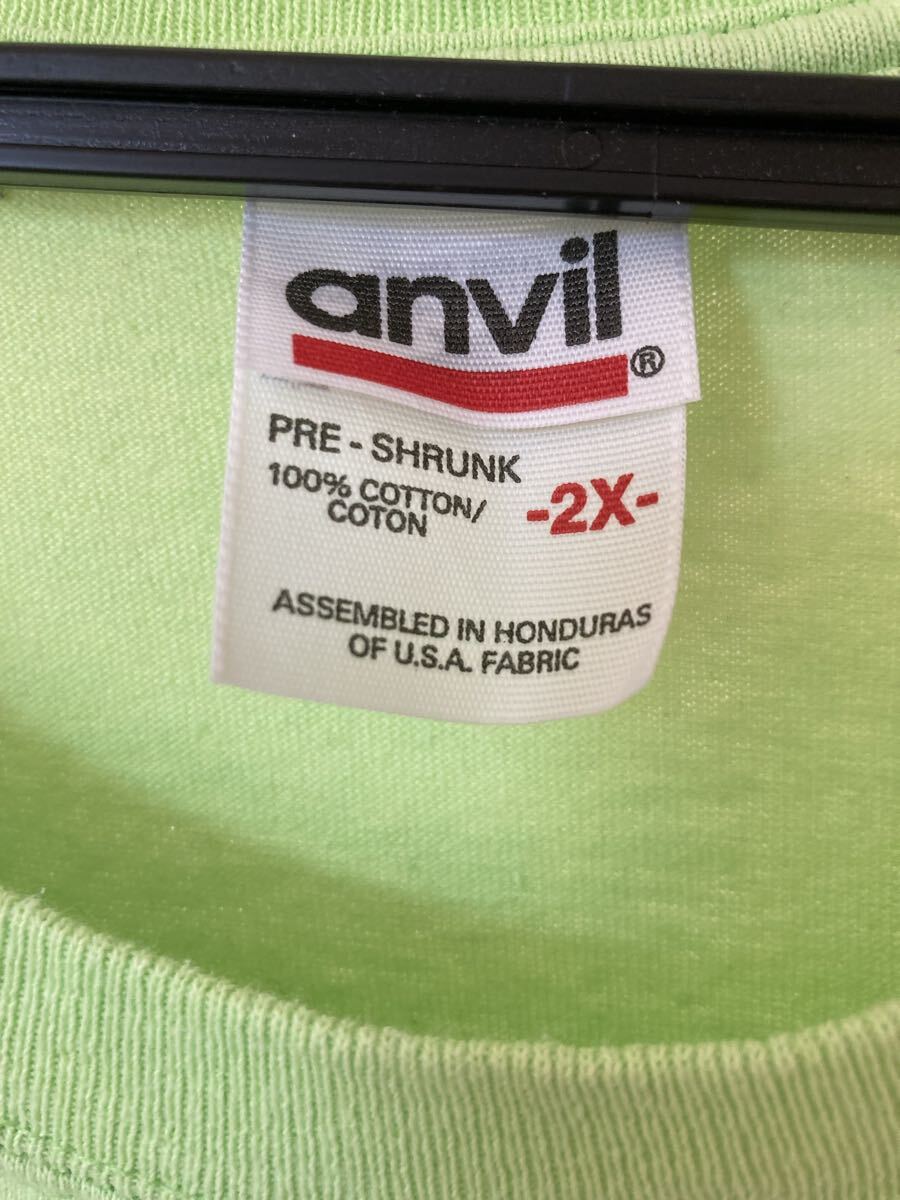 anvil®
PRE - SHRUNK
100% COTTON/
COTON
-2X-
ASSEMBLED IN HONDURAS
OF U.S.A. FABRIC